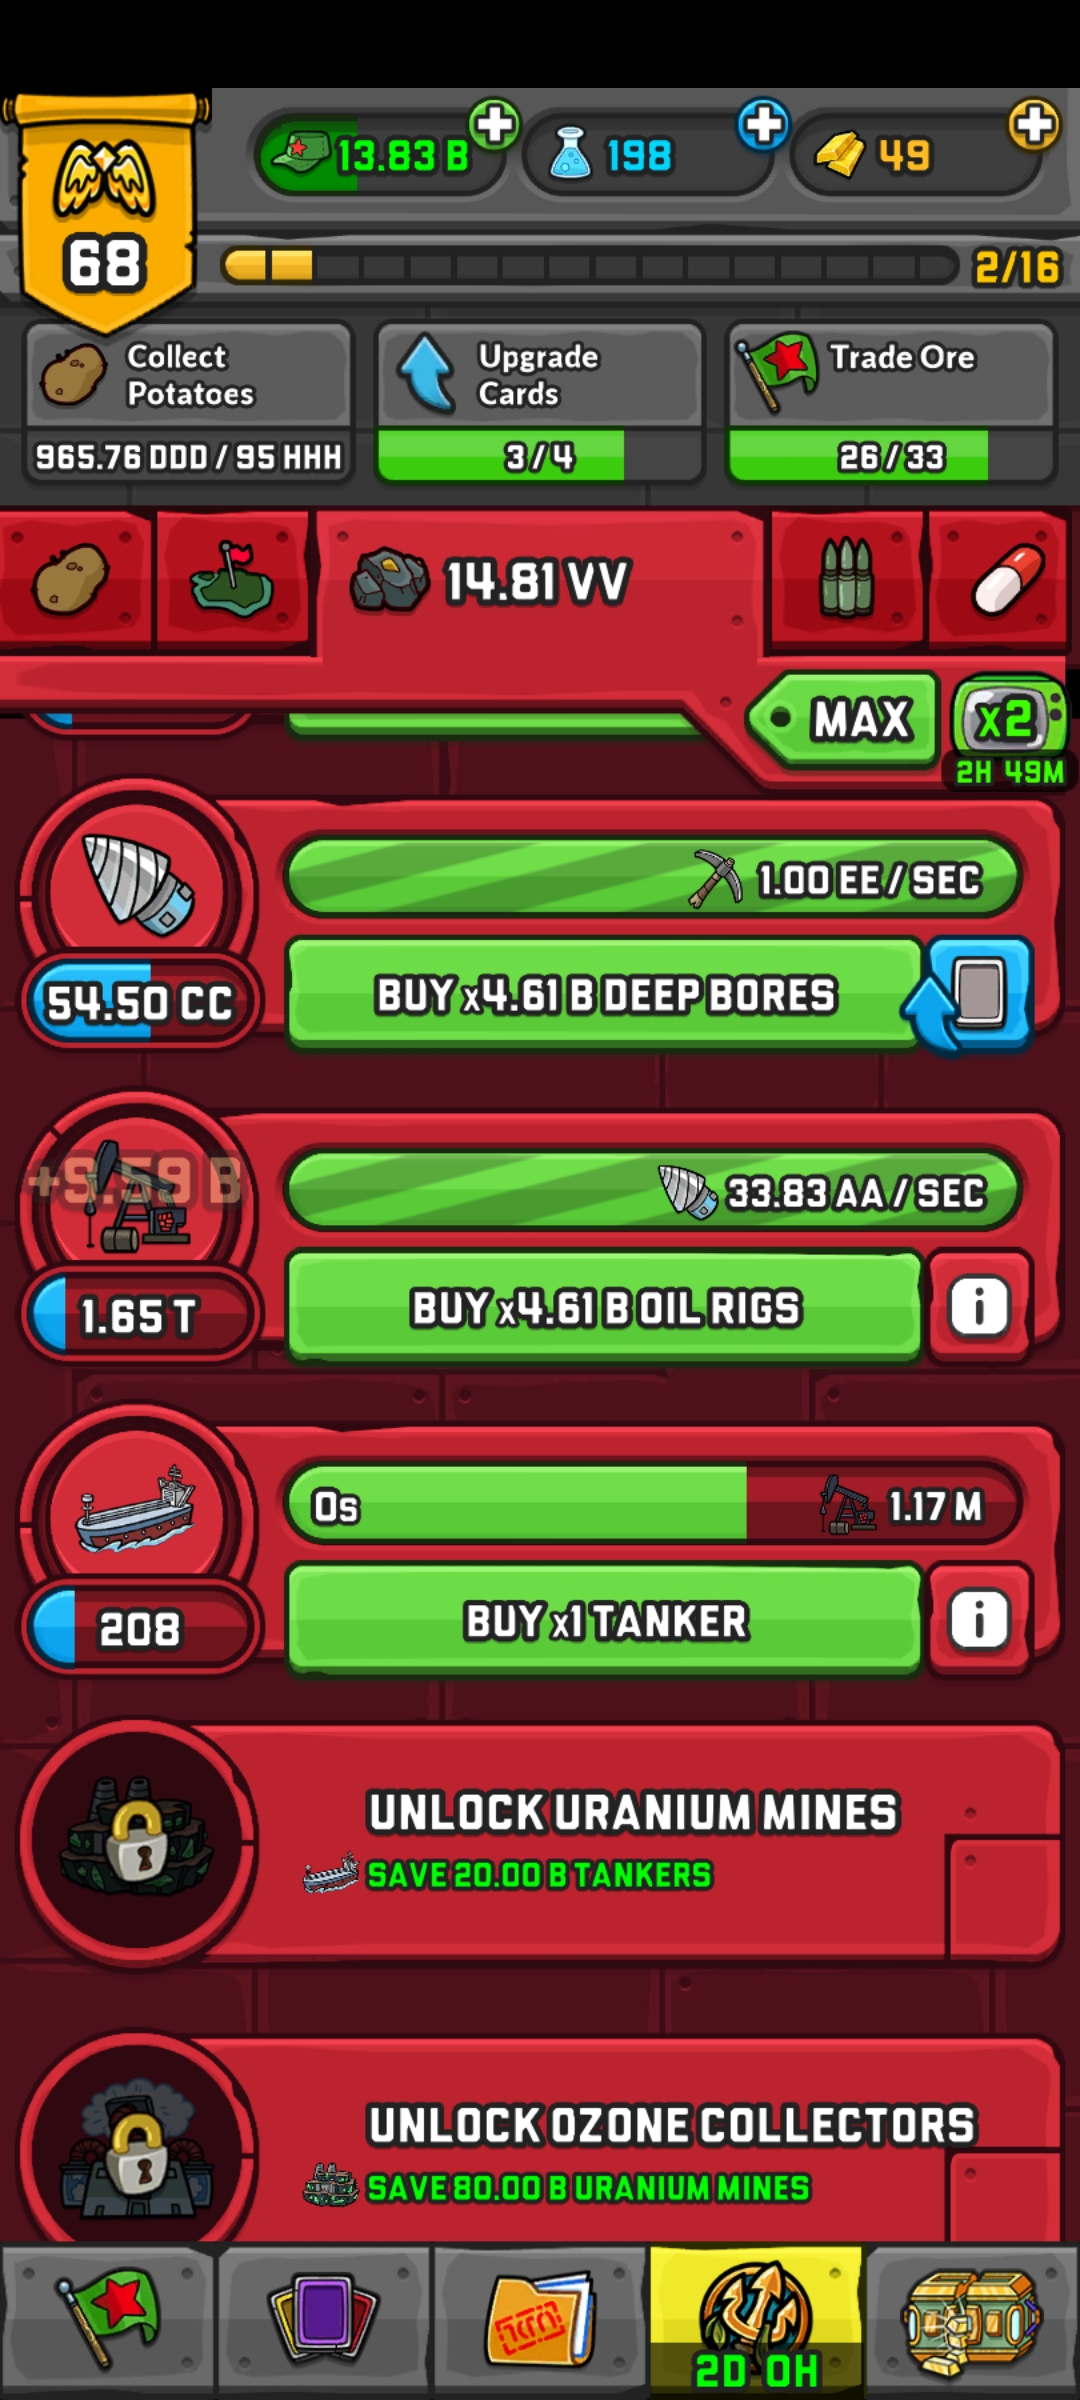 13.83 B
198
49
68
2/16
Collect
Potatoes
965.76 DDD / 95 HHH
Upgrade
Cards
3/4
Trade Ore
26/33
14.81 VV
MAX
x2
2H 49M
1.00 EE / SEC
54.50 CC
BUY x4.61 B DEEP BORES
+9.59 B
33.83 AA / SEC
1.65 T
BUY x4.61 B OIL RIGS
i
0s
1.17 M
208
BUY x1 TANKER
i
UNLOCK URANIUM MINES
SAVE 20.00 B TANKERS
UNLOCK OZONE COLLECTORS
SAVE 80.00 B URANIUM MINES
2D 0H